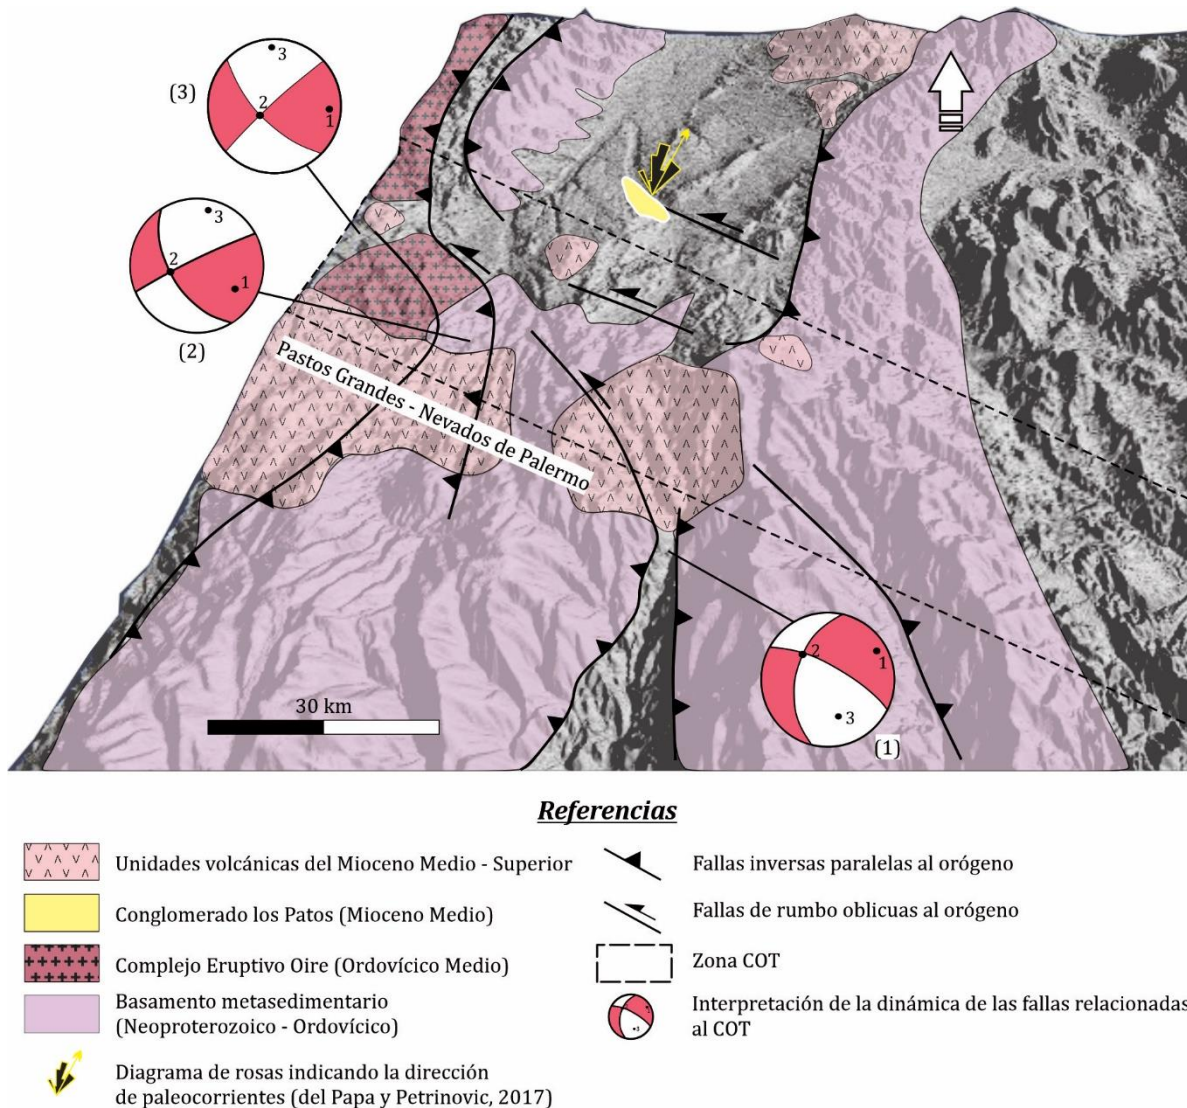 3
(3)
2
1
3
2
1
(2)
Pastos Grandes - Nevados de Palermo
2
1
3
(1)
30 km
Referencias
Unidades volcánicas del Mioceno Medio - Superior
Conglomerado los Patos (Mioceno Medio)
Complejo Eruptivo Oire (Ordovícico Medio)
Basamento metasedimentario
(Neoproterozoico - Ordovícico)
Diagrama de rosas indicando la dirección
de paleocorrientes (del Papa y Petrinovic, 2017)
Fallas inversas paralelas al orógeno
Fallas de rumbo oblicuas al orógeno
Zona COT
Interpretación de la dinámica de las fallas relacionadas
al COT